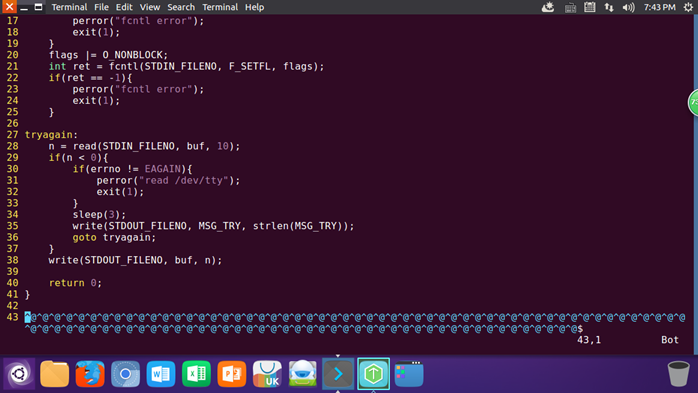 Terminal File Edit View Search Terminal Help 7:43 PM
17 perror("fcntl error");
18 exit(1);
19 }
20 flags |= O_NONBLOCK;
21 int ret = fcntl(STDIN_FILENO, F_SETFL, flags);
22 if(ret == -1){
23 perror("fcntl error");
24 exit(1);
25 }
26
27 tryagain:
28 n = read(STDIN_FILENO, buf, 10);
29 if(n < 0){
30 if(errno != EAGAIN){
31 perror("read /dev/tty");
32 exit(1);
33 }
34 sleep(3);
35 write(STDOUT_FILENO, MSG_TRY, strlen(MSG_TRY));
36 goto tryagain;
37 }
38 write(STDOUT_FILENO, buf, n);
39
40 return 0;
41 }
42
43 ^@^@^@^@^@^@^@^@^@^@^@^@^@^@^@^@^@^@^@^@^@^@^@^@^@^@^@^@^@^@^@^@^@^@^@^@^@^@^@^@^@^@^@^@^@^@^@^@^@^@^@^@^@^@^@
^@^@^@^@^@^@^@^@^@^@^@^@^@^@^@^@^@^@^@^@^@^@^@^@^@^@^@^@^@^@^@^@^@^@^@^@^@^@^@^@^@^@^@^@^@^@$
43,1 Bot
W X P UK